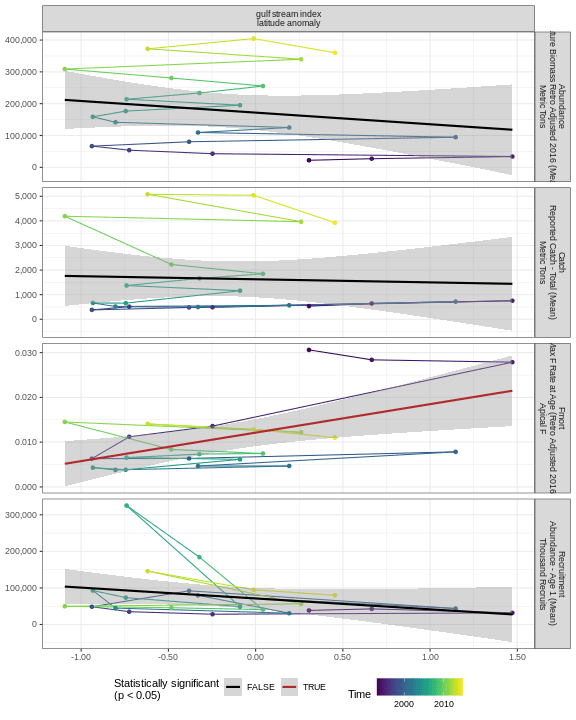 gulf stream index
latitude anomaly
400,000
300,000
200,000
100,000
0
Abundance
Biomass Retro Adjusted 2016
Metric Tons
5,000
4,000
3,000
2,000
1,000
0
Catch
Reported Catch - Total (Mean)
Metric Tons
0.030
0.020
0.010
0.000
Fmort
F Rate at Age (Retro Adjusted 2016
Apical F
300,000
200,000
100,000
0
Recruitment
Abundance - Age 1 (Mean)
Thousand Recruits
-1.00
-0.50
0.00
0.50
1.00
1.50
Statistically significant
(p < 0.05)
FALSE
TRUE
Time
2000
2010